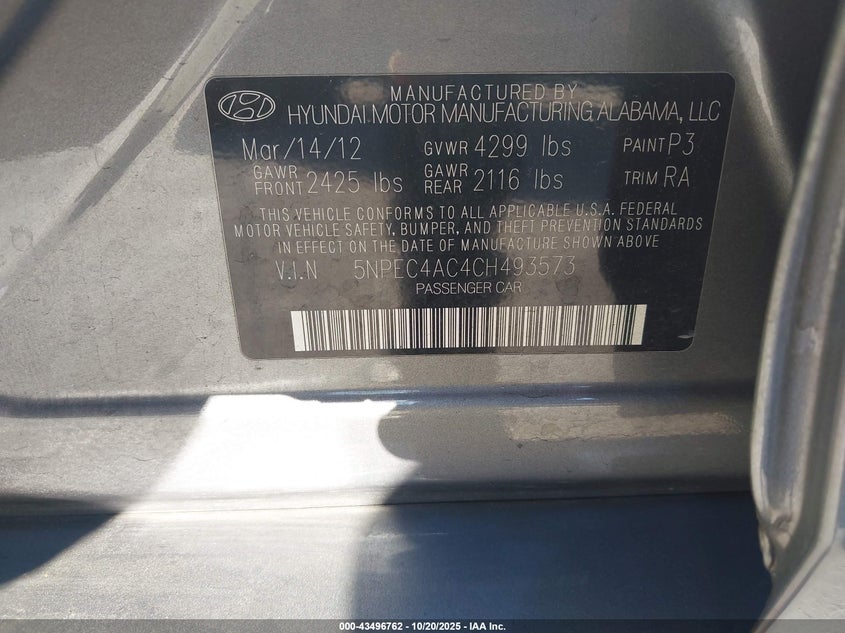 MANUFACTURED BY
HYUNDAI MOTOR MANUFACTURING ALABAMA, LLC
Mar/14/12 GVWR 4299 lbs PAINT P3
GAWR FRONT 2425 lbs GAWR REAR 2116 lbs TRIM RA
THIS VEHICLE CONFORMS TO ALL APPLICABLE U.S.A. FEDERAL
MOTOR VEHICLE SAFETY, BUMPER, AND THEFT PREVENTION STANDARDS
IN EFFECT ON THE DATE OF MANUFACTURE SHOWN ABOVE
V.I.N 5NPEC4AC4CH493573
PASSENGER CAR
000-43496762 - 10/20/2025 - IAA Inc.